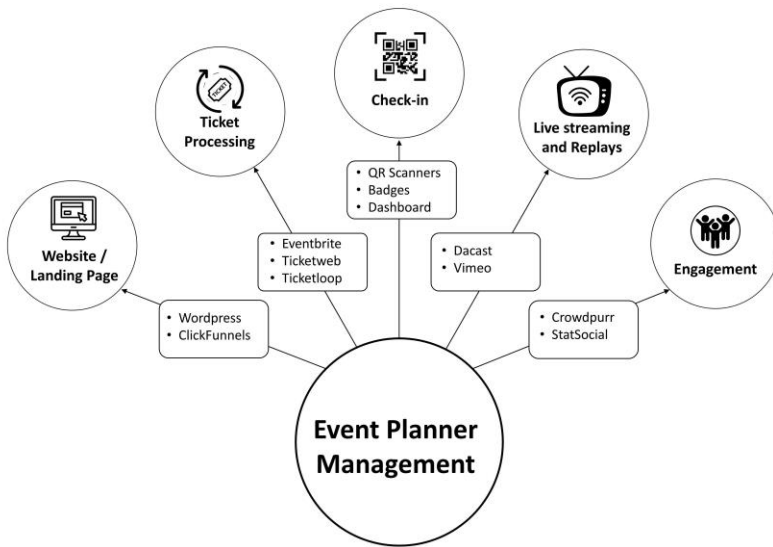 Check-in
Ticket
Processing
Live streaming
and Replays
Website /
Landing Page
Engagement
• QR Scanners
• Badges
• Dashboard
• Eventbrite
• Ticketweb
• Ticketloop
• Dacast
• Vimeo
• Wordpress
• ClickFunnels
• Crowdpurr
• StatSocial
Event Planner
Management
TICKET